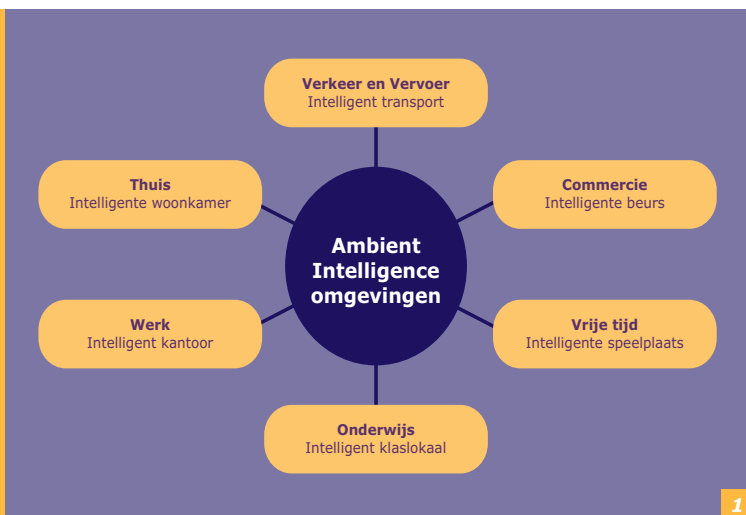 Verkeer en Vervoer
Intelligent transport
Thuis
Intelligente woonkamer
Commercie
Intelligente beurs
Ambient
Intelligence
omgevingen
Werk
Intelligent kantoor
Vrije tijd
Intelligente speelplaats
Onderwijs
Intelligent klaslokaal
1